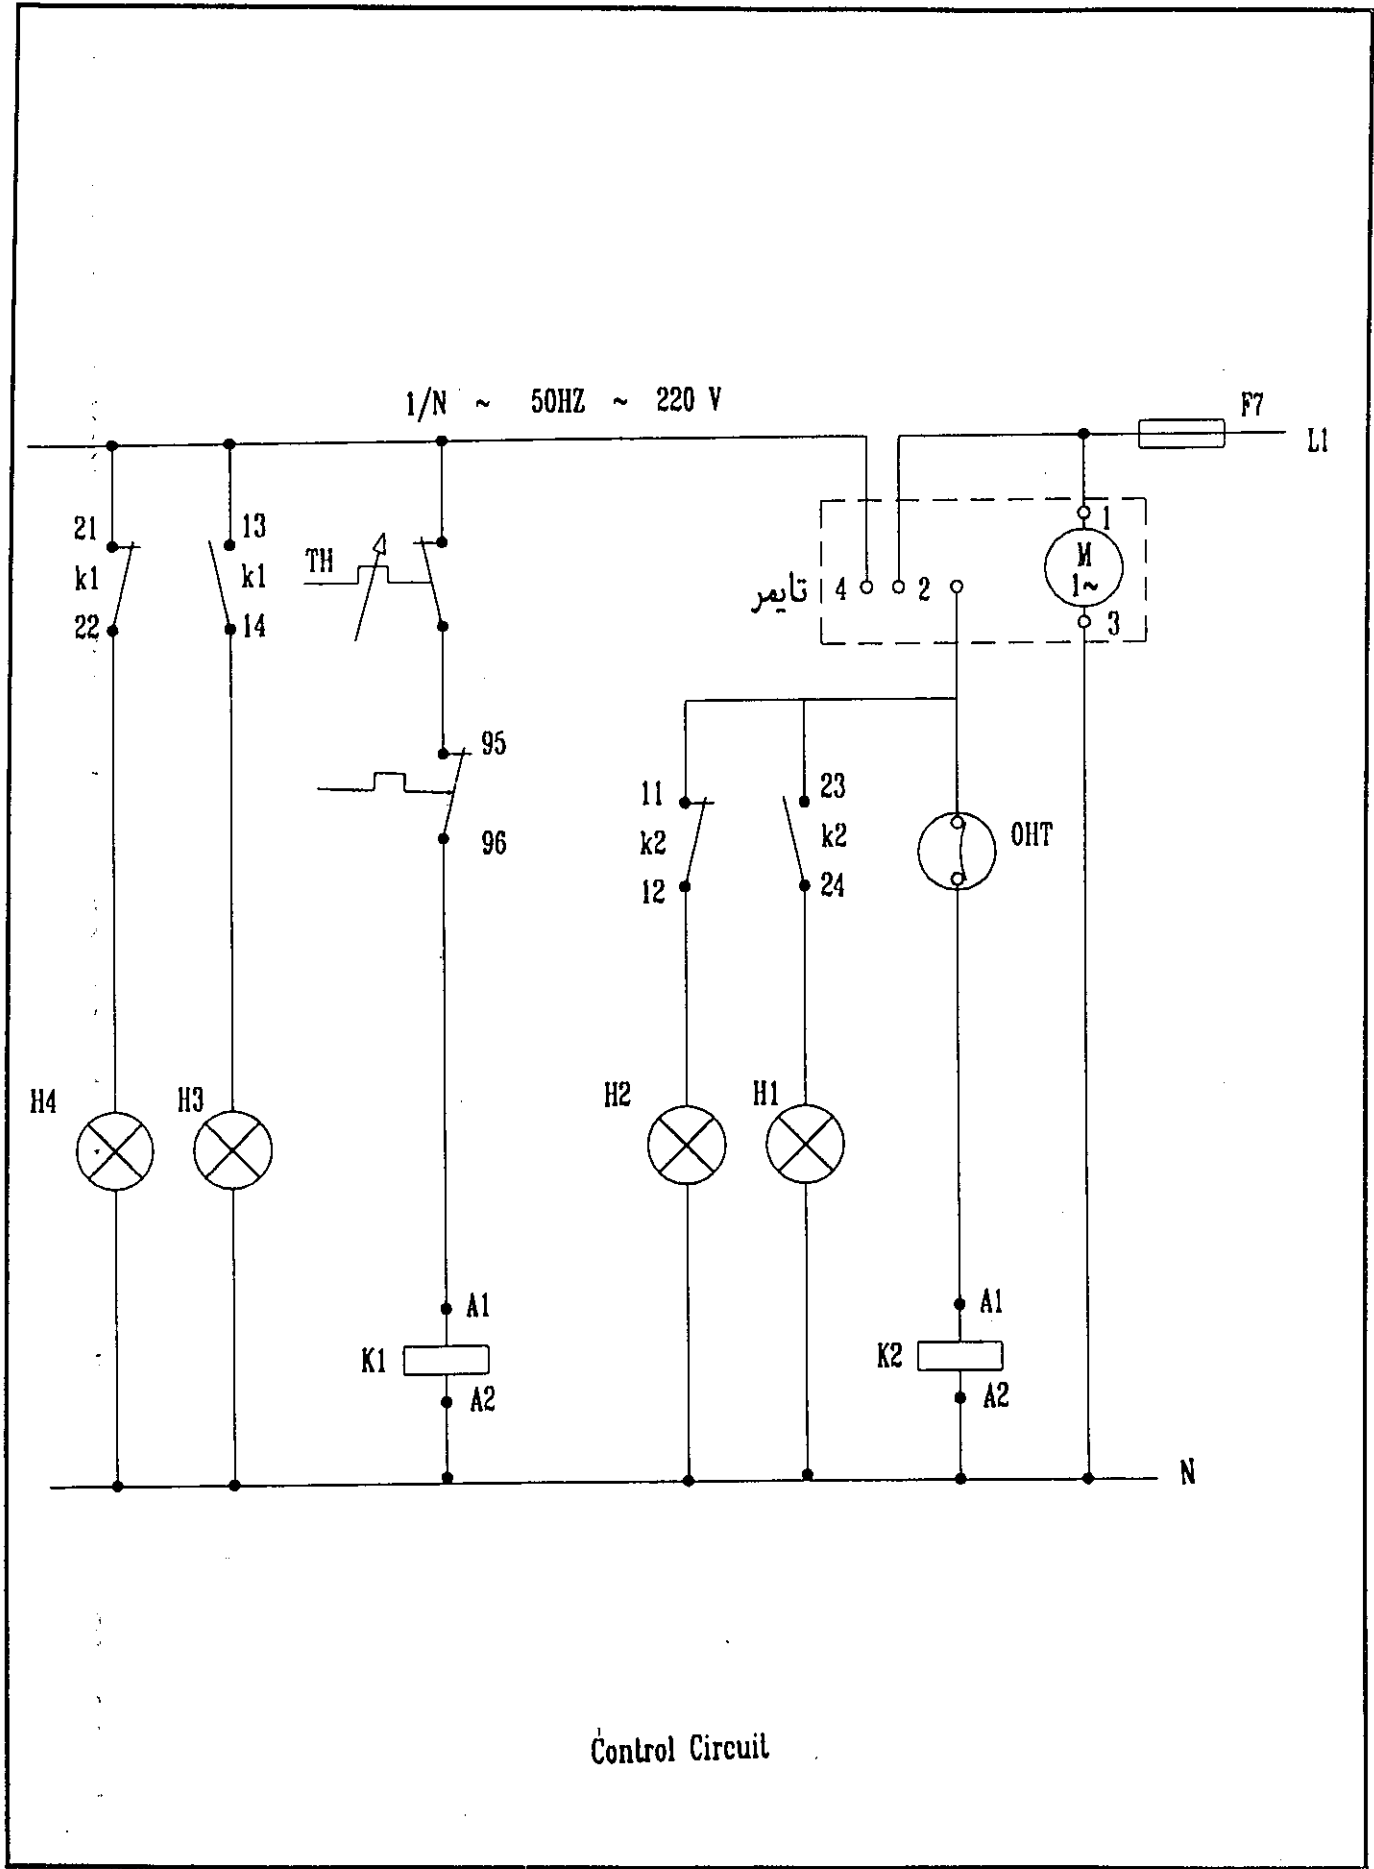 1/N ~ 50HZ ~ 220 V
F7
L1
21
k1
22
13
k1
14
TH
تايمر
4
2
1
M
1~
3
95
96
11
k2
12
23
k2
24
OHT
H4
H3
H2
H1
A1
K1
A2
A1
K2
A2
N
Control Circuit